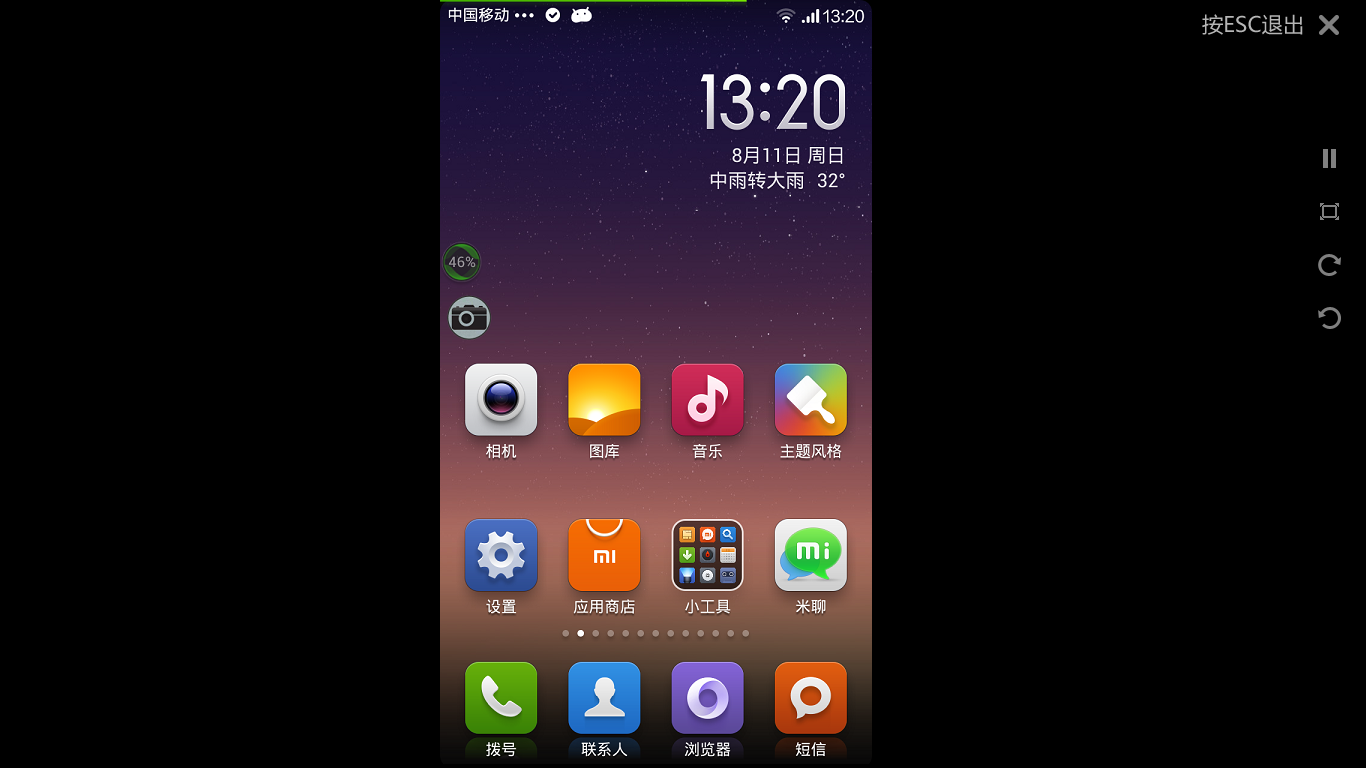 中国移动 ••• 13:20
按ESC退出
13:20
8月11日 周日
中雨转大雨 32°
46%
相机 图库 音乐 主题风格
mi
mi
设置 应用商店 小工具 米聊
拨号 联系人 浏览器 短信